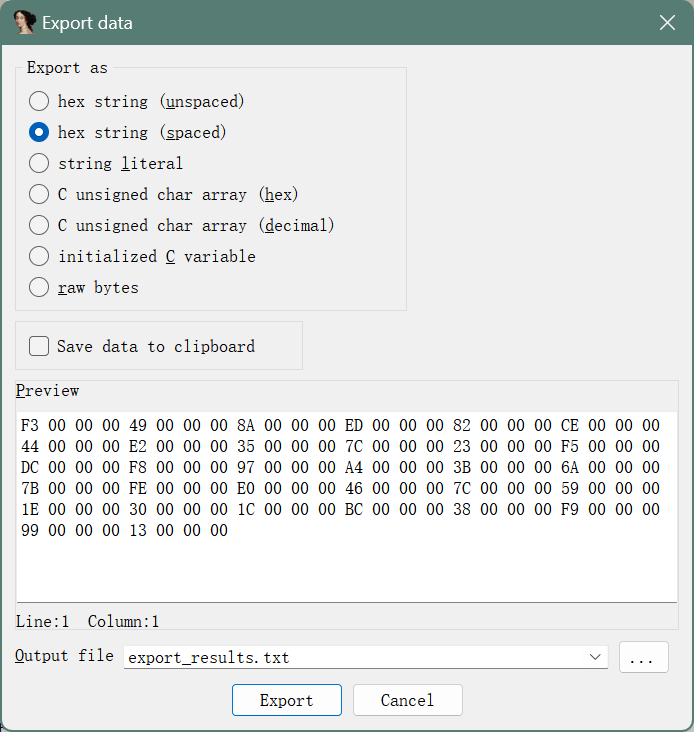 Export data
Export as
hex string (unspaced)
hex string (spaced)
string literal
C unsigned char array (hex)
C unsigned char array (decimal)
initialized C variable
raw bytes
Save data to clipboard
Preview
F3 00 00 00 49 00 00 00 8A 00 00 00 ED 00 00 00 82 00 00 00 CE 00 00 00
44 00 00 00 E2 00 00 00 35 00 00 00 7C 00 00 00 23 00 00 00 F5 00 00 00
DC 00 00 00 F8 00 00 00 97 00 00 00 A4 00 00 00 3B 00 00 00 6A 00 00 00
7B 00 00 00 FE 00 00 00 E0 00 00 00 46 00 00 00 7C 00 00 00 59 00 00 00
1E 00 00 00 30 00 00 00 1C 00 00 00 BC 00 00 00 38 00 00 00 F9 00 00 00
99 00 00 00 13 00 00 00
Line:1 Column:1
Output file export_results.txt ...
Export Cancel